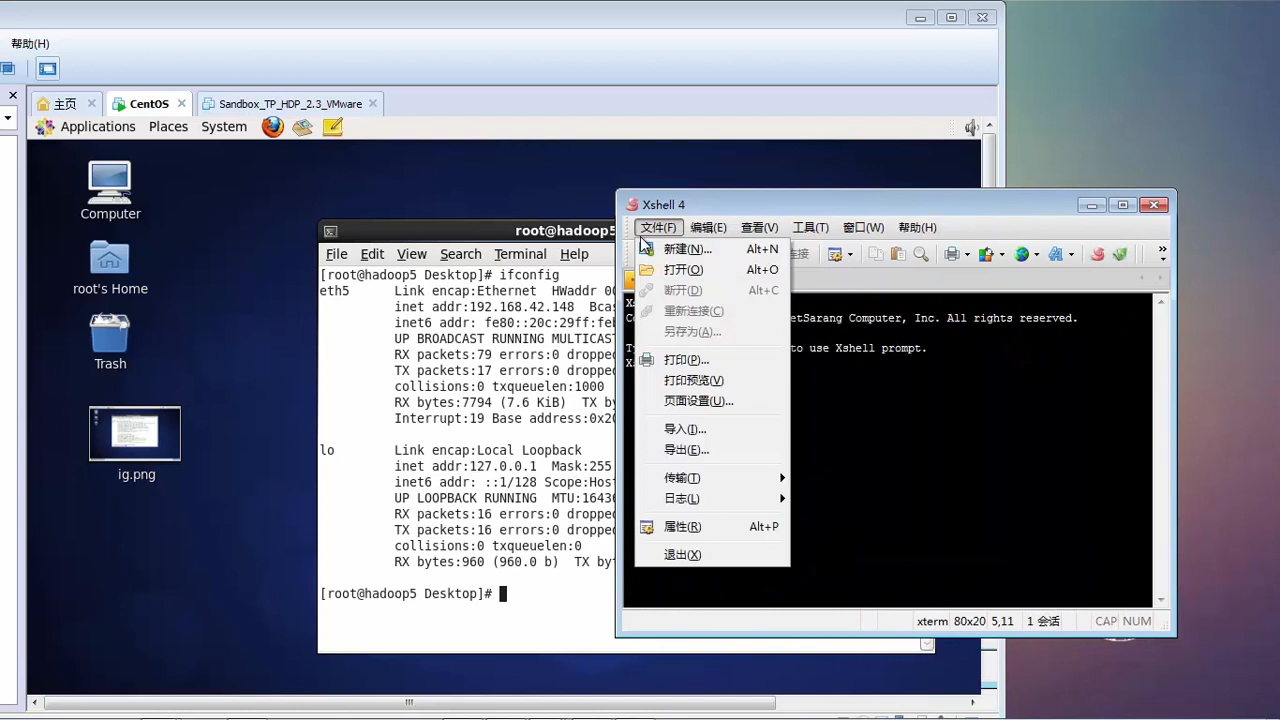 帮助(H)
主页
CentOS
Sandbox_TP_HDP_2.3_VMware
Applications Places System
Computer
root's Home
Trash
ig.png
root@hadoop5
File Edit View Search Terminal Help
[root@hadoop5 Desktop]# ifconfig
eth5 Link encap:Ethernet HWaddr 00
inet addr:192.168.42.148 Bcas
inet6 addr: fe80::20c:29ff:fe
UP BROADCAST RUNNING MULTICAS
RX packets:79 errors:0 droppe
TX packets:17 errors:0 droppe
collisions:0 txqueuelen:1000
RX bytes:7794 (7.6 KiB) TX b
Interrupt:19 Base address:0x20
lo Link encap:Local Loopback
inet addr:127.0.0.1 Mask:255
inet6 addr: ::1/128 Scope:Host
UP LOOPBACK RUNNING MTU:16436
RX packets:16 errors:0 droppe
TX packets:16 errors:0 droppe
collisions:0 txqueuelen:0
RX bytes:960 (960.0 b) TX by
[root@hadoop5 Desktop]#
Xshell 4
文件(F) 编辑(E) 查看(V) 工具(T) 窗口(W) 帮助(H)
新建(N)... Alt+N
打开(O) Alt+O
断开(D) Alt+C
重新连接(C)
另存为(A)...
打印(P)...
打印预览(V)
页面设置(U)...
导入(I)...
导出(E)...
传输(T)
日志(L)
属性(R) Alt+P
退出(X)
接
etSarang Computer, Inc. All rights reserved.
to use Xshell prompt.
xterm 80x20 5,11 1 会话 CAP NUM